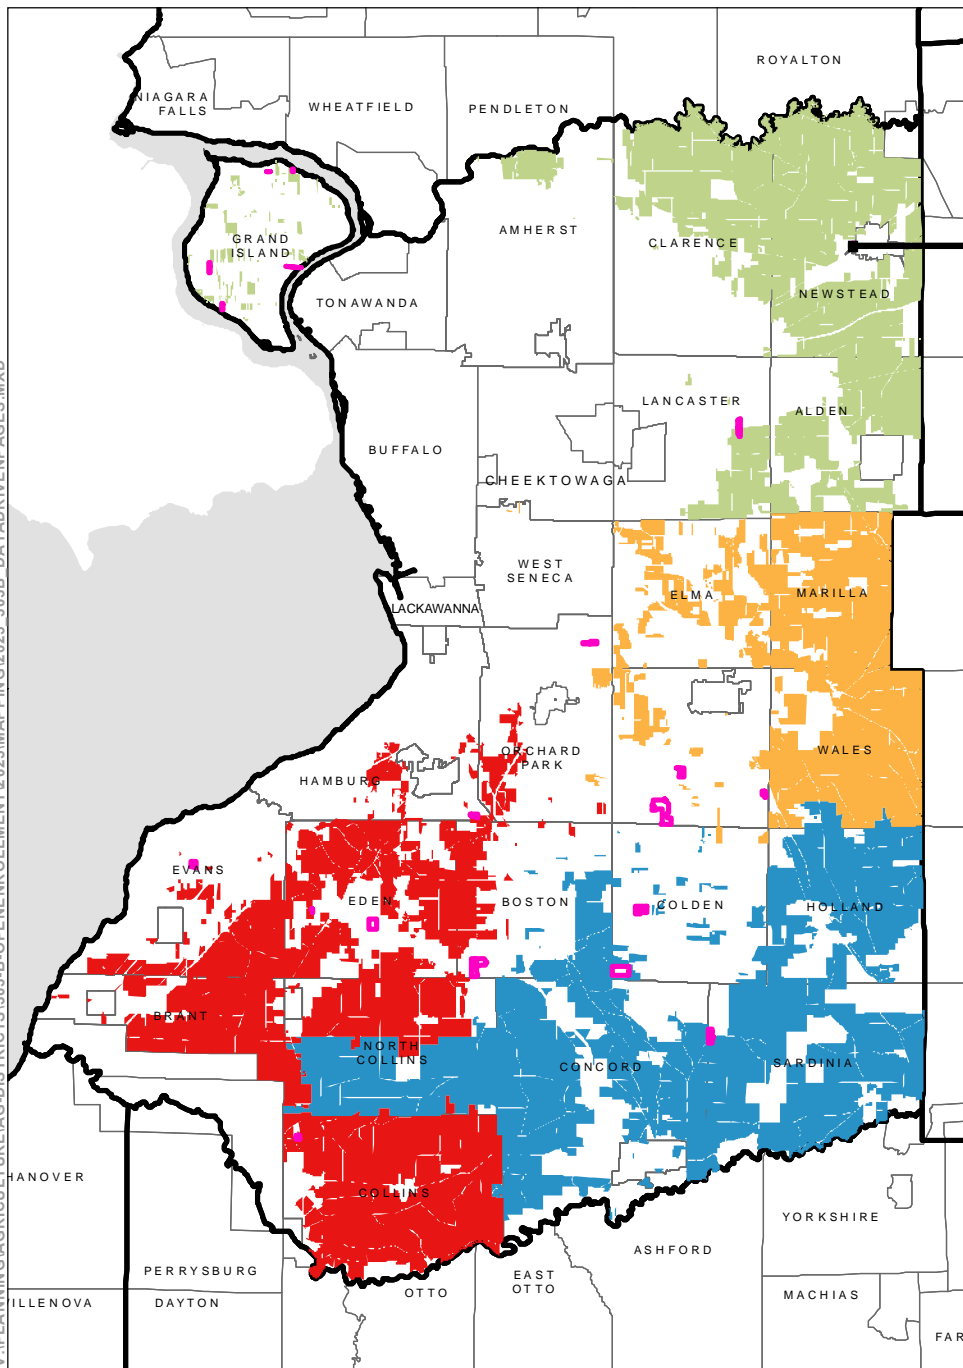 ROYALTON
NIAGARA
FALLS
WHEATFIELD
PENDLETON
GRAND
ISLAND
AMHERST
CLARENCE
NEWSTEAD
TONAWANDA
LANCASTER
ALDEN
BUFFALO
CHEEKTOWAGA
WEST
SENECA
ELMA
MARILLA
LACKAWANNA
ORCHARD
PARK
WALES
HAMBURG
EVANS
EDEN
BOSTON
COLDEN
HOLLAND
BRANT
NORTH
COLLINS
CONCORD
SARDINIA
HANOVER
COLLINS
YORKSHIRE
ASHFORD
PERRYSBURG
EAST
OTTO
OTTO
MACHIAS
ILLENOVA
DAYTON
FAR